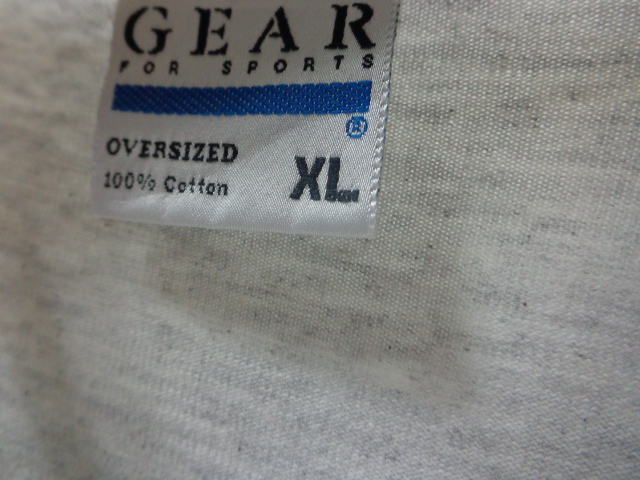 GEAR
FOR SPORTS
®
OVERSIZED
100% Cotton XL